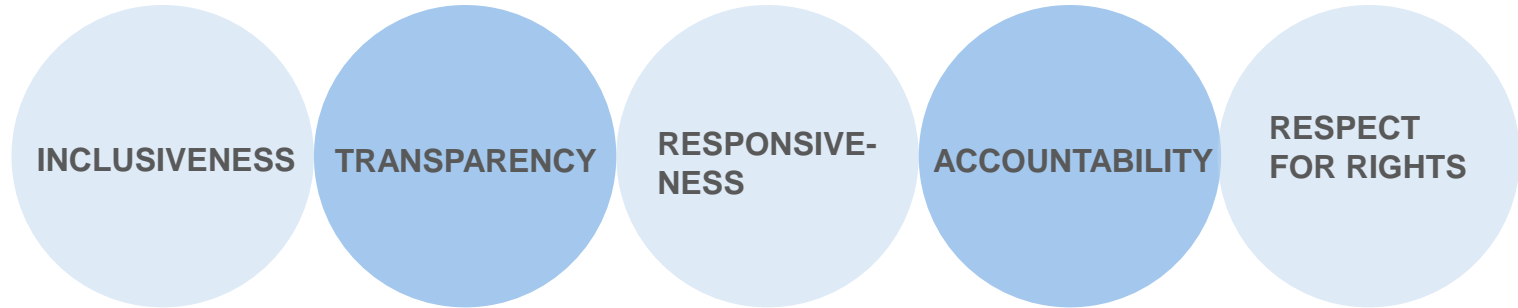 INCLUSIVENESS
TRANSPARENCY
RESPONSIVE-
NESS
ACCOUNTABILITY
RESPECT
FOR RIGHTS